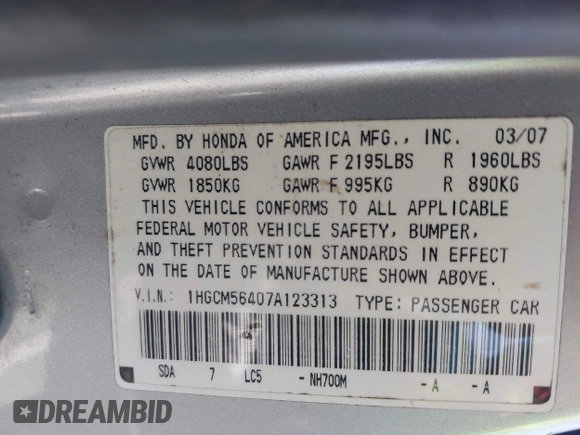 MFD. BY HONDA OF AMERICA MFG., INC. 03/07
GVWR 4080LBS GAWR F 2195LBS R 1960LBS
GVWR 1850KG GAWR F 995KG R 890KG
THIS VEHICLE CONFORMS TO ALL APPLICABLE
FEDERAL MOTOR VEHICLE SAFETY, BUMPER,
AND THEFT PREVENTION STANDARDS IN EFFECT
ON THE DATE OF MANUFACTURE SHOWN ABOVE.
V.I.N.: 1HGCM56407A123313 TYPE: PASSENGER CAR
SDA 7 LC5 - NH700M - A - A
DREAMBID